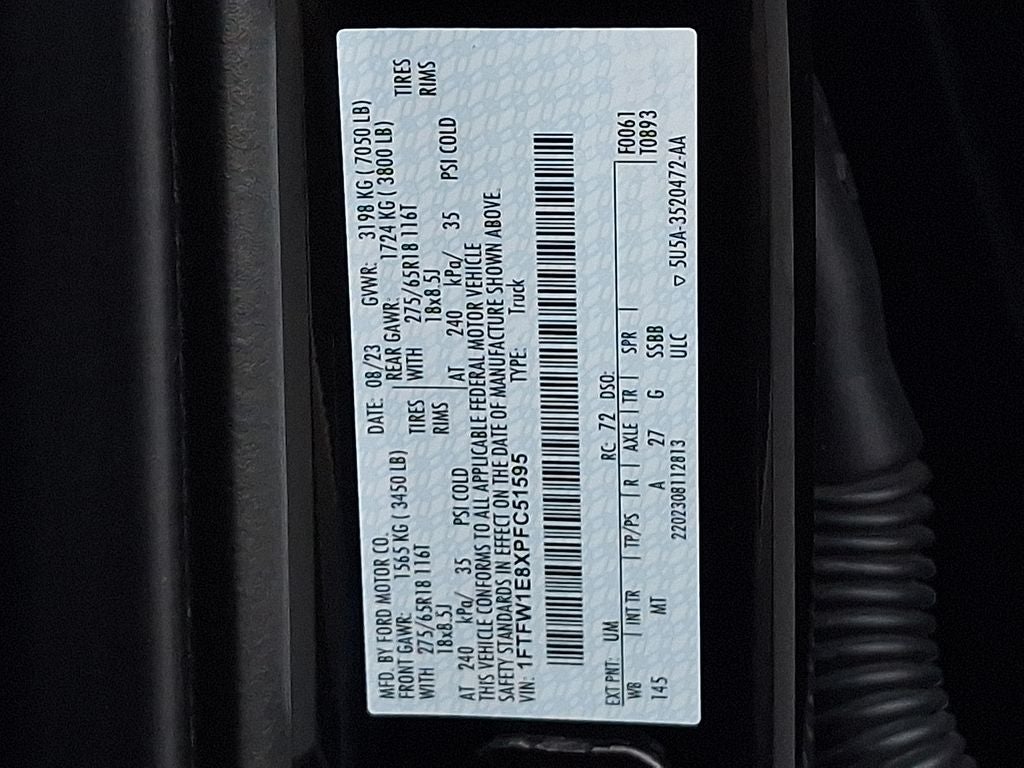 MFD. BY FORD MOTOR CO.
DATE: 08/23 GVWR: 3198 KG ( 7050 LB)
FRONT GAWR: 1565 KG ( 3450 LB) REAR GAWR: 1724 KG ( 3800 LB)
WITH 275/65R18 116T TIRES WITH 275/65R18 116T TIRES
18x8.5J RIMS 18x8.5J RIMS
AT 240 kPa/ 35 PSI COLD AT 240 kPa/ 35 PSI COLD
THIS VEHICLE CONFORMS TO ALL APPLICABLE FEDERAL MOTOR VEHICLE
SAFETY STANDARDS IN EFFECT ON THE DATE OF MANUFACTURE SHOWN ABOVE.
VIN: 1FTFW1E8XPFC51595 TYPE: Truck
EXT PNT: UM RC: 72 DSO: F0061
WB INT TR TP/PS R AXLE TR SPR T0893
145 MT A 27 G SSBB
2202308112813 ULC ▽ 5U5A-3520472-AA